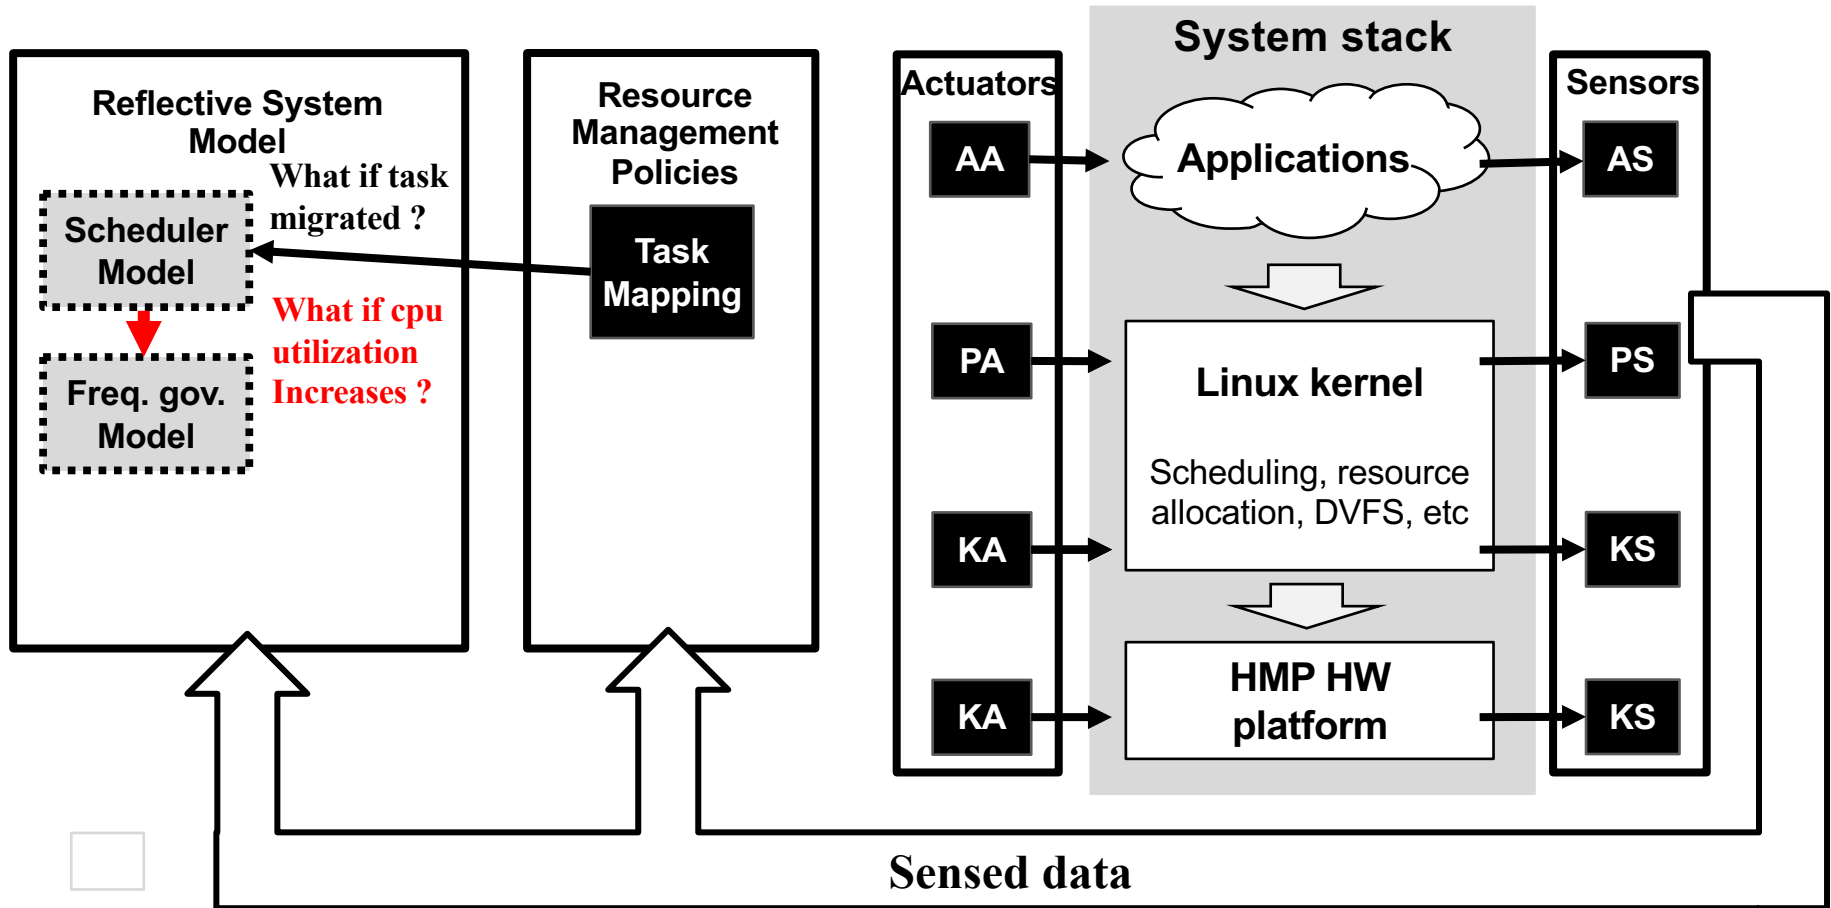 System stack
Reflective System
Model
What if task
migrated ?
Scheduler
Model
What if cpu
utilization
Increases ?
Freq. gov.
Model
Resource
Management
Policies
Task
Mapping
Actuators
AA
PA
KA
KA
Applications
Linux kernel
Scheduling, resource
allocation, DVFS, etc
HMP HW
platform
Sensors
AS
PS
KS
KS
Sensed data